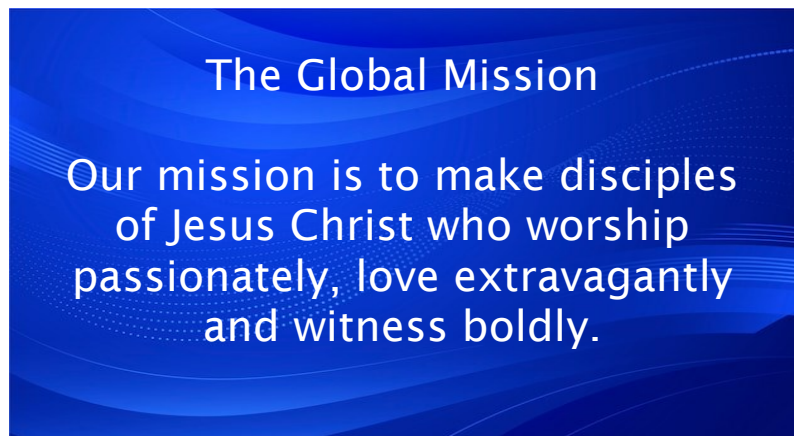 The Global Mission
Our mission is to make disciples
of Jesus Christ who worship
passionately, love extravagantly
and witness boldly.